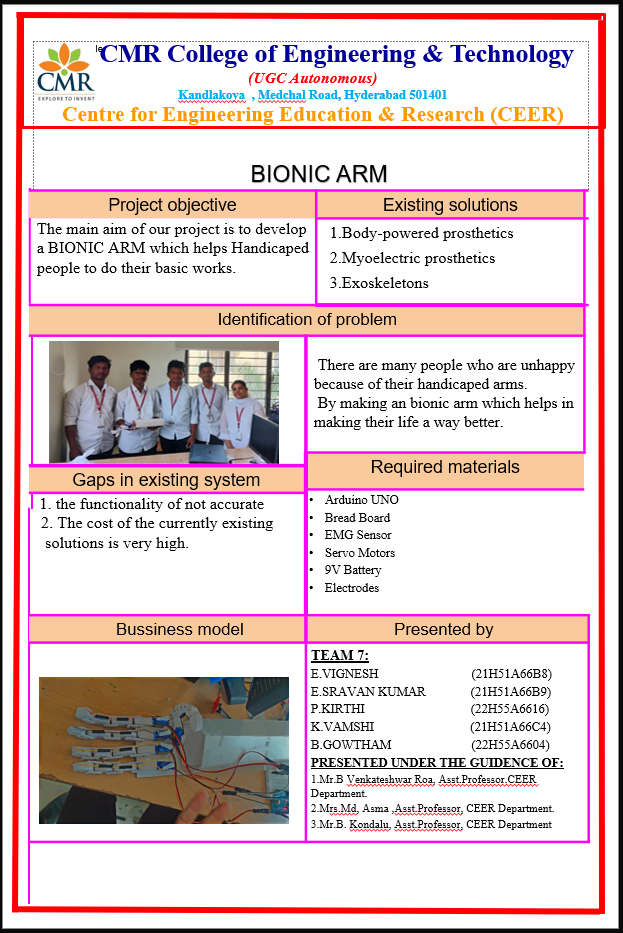 le
CMR College of Engineering & Technology
(UGC Autonomous)
CMR
EXPLORE TO INVENT
Kandlakoya , Medchal Road, Hyderabad 501401
Centre for Engineering Education & Research (CEER)
BIONIC ARM
Project objective
The main aim of our project is to develop
a BIONIC ARM which helps Handicaped
people to do their basic works.
Existing solutions
1.Body-powered prosthetics
2.Myoelectric prosthetics
3.Exoskeletons
Identification of problem
There are many people who are unhappy
because of their handicaped arms.
By making an bionic arm which helps in
making their life a way better.
Gaps in existing system
1. the functionality of not accurate
2. The cost of the currently existing
solutions is very high.
Required materials
• Arduino UNO
• Bread Board
• EMG Sensor
• Servo Motors
• 9V Battery
• Electrodes
Bussiness model
Presented by
TEAM 7:
E.VIGNESH (21H51A66B8)
E.SRAVAN KUMAR (21H51A66B9)
P.KIRTHI (22H55A6616)
K.VAMSHI (21H51A66C4)
B.GOWTHAM (22H55A6604)
PRESENTED UNDER THE GUIDENCE OF:
1.Mr.B Venkateshwar Roa, Asst.Professor.CEER
Department.
2.Mrs.Md, Asma ,Asst.Professor, CEER Department.
3.Mr.B. Kondalu, Asst.Professor, CEER Department